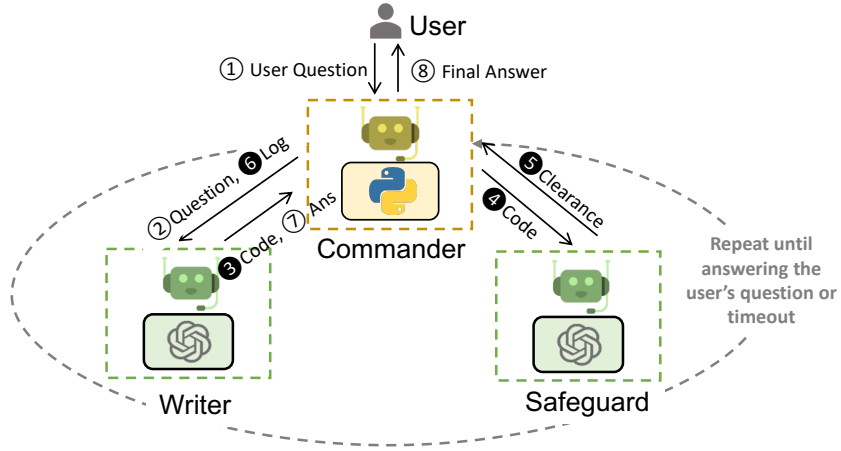 User
① User Question
⑧ Final Answer
② Question, ❻ Log
❸ Code, ⑦ Ans
Commander
❺ Clearance
❹ Code
Repeat until
answering the
user's question or
timeout
Writer
Safeguard